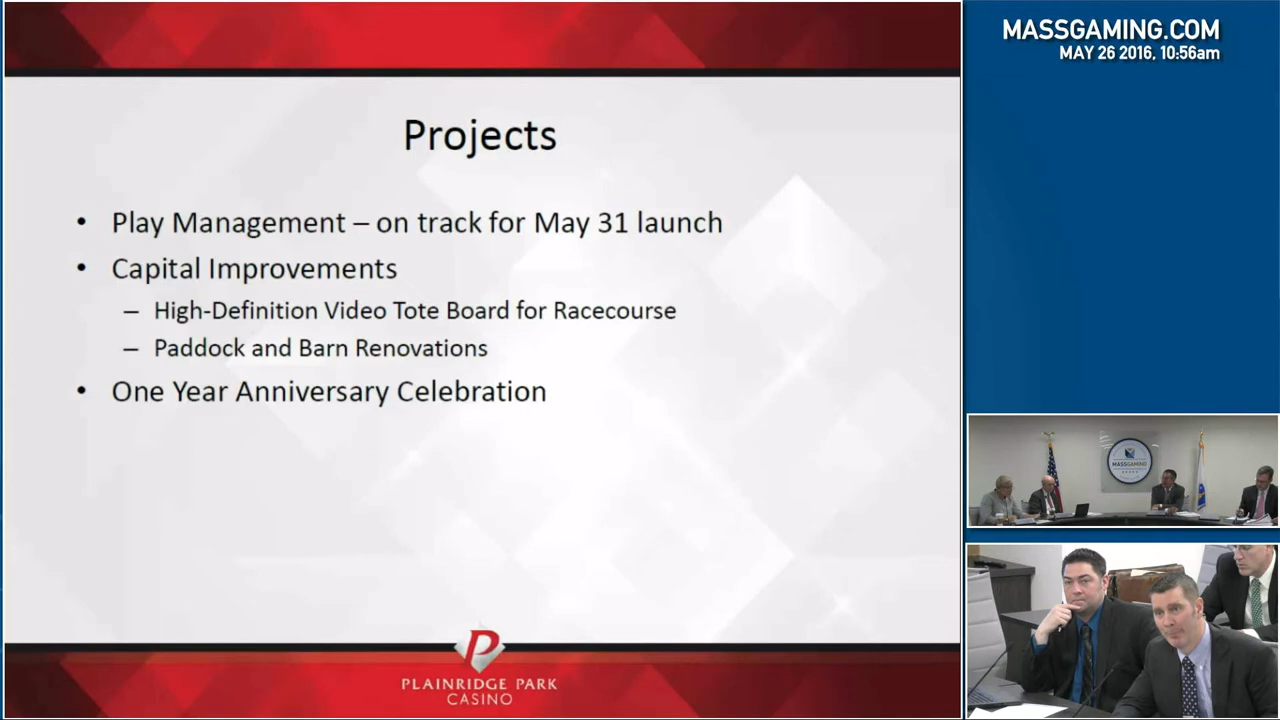 MASSGAMING.COM
MAY 26 2016, 10:56am
Projects
• Play Management – on track for May 31 launch
• Capital Improvements
– High-Definition Video Tote Board for Racecourse
– Paddock and Barn Renovations
• One Year Anniversary Celebration
P
PLAINRIDGE PARK
CASINO
MASSGAMING